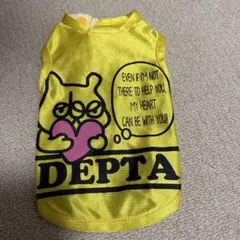 EVEN IF I'M NOT
THERE TO HELP YOU,
MY HEART
CAN BE WITH YOU!
DEPTA